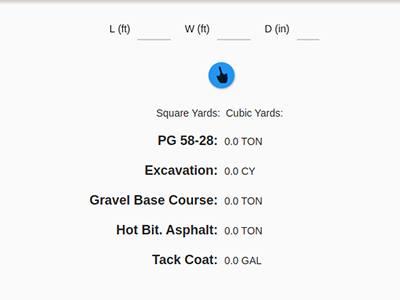 L (ft) W (ft) D (in)
Square Yards: Cubic Yards:
PG 58-28: 0.0 TON
Excavation: 0.0 CY
Gravel Base Course: 0.0 TON
Hot Bit. Asphalt: 0.0 TON
Tack Coat: 0.0 GAL